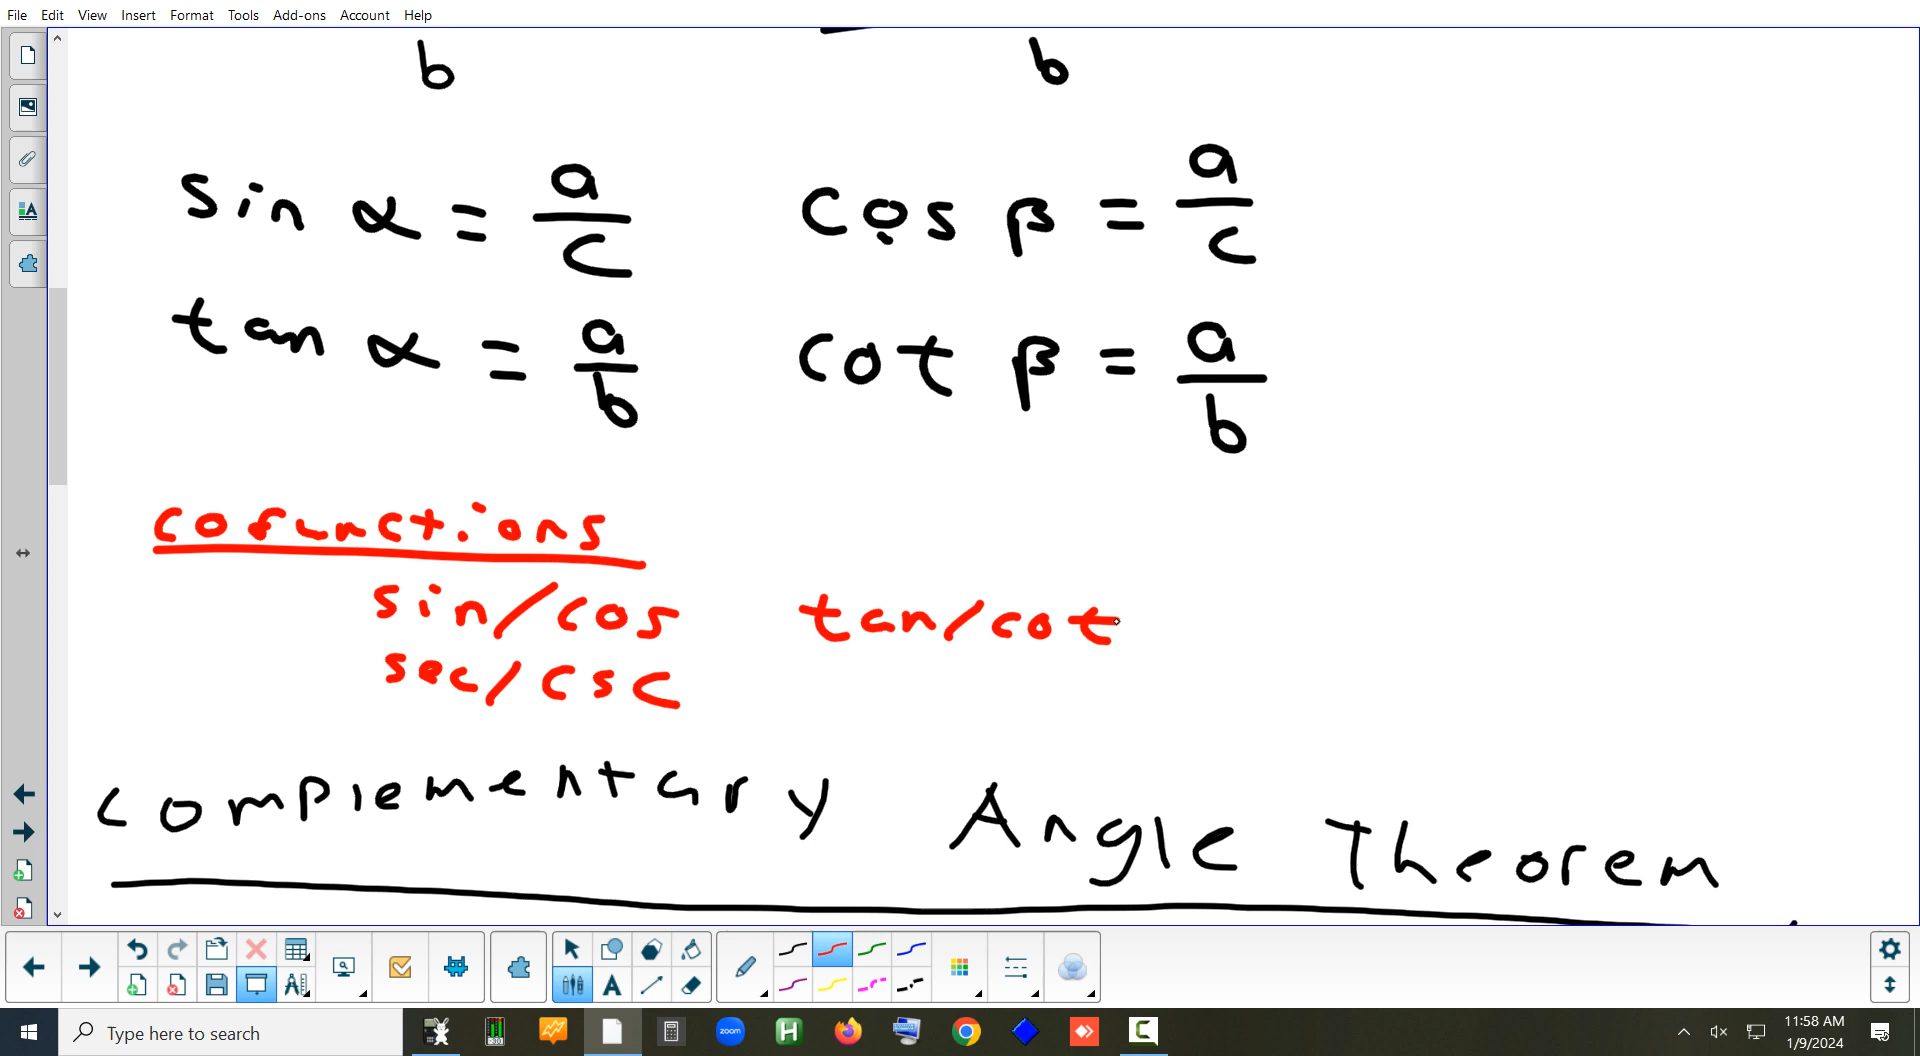 File Edit View Insert Format Tools Add-ons Account Help
b b
sin α = a/c cos β = a/c
tan α = a/b cot β = a/b
cofunctions
sin/cos tan/cot
sec/csc
Complementary Angle Theorem
Type here to search
zoom
11:58 AM
1/9/2024